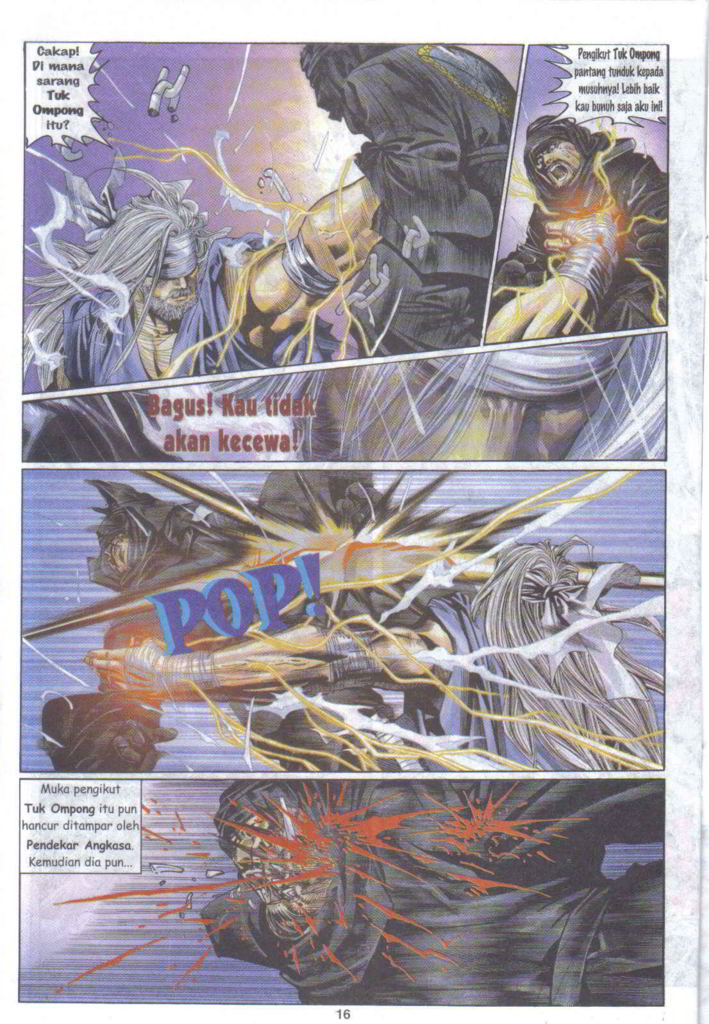 Cakap!
Di mana
sarang
Tuk
Ompong
itu?
Pengikut Tuk Ompong
pantang tunduk kepada
musuhnya! Lebih baik
kau bunuh saja aku ini!
Bagus! Kau tidak
akan kecewa!
POP!
Muka pengikut
Tuk Ompong itu pun
hancur ditampar oleh
Pendekar Angkasa.
Kemudian dia pun...
16